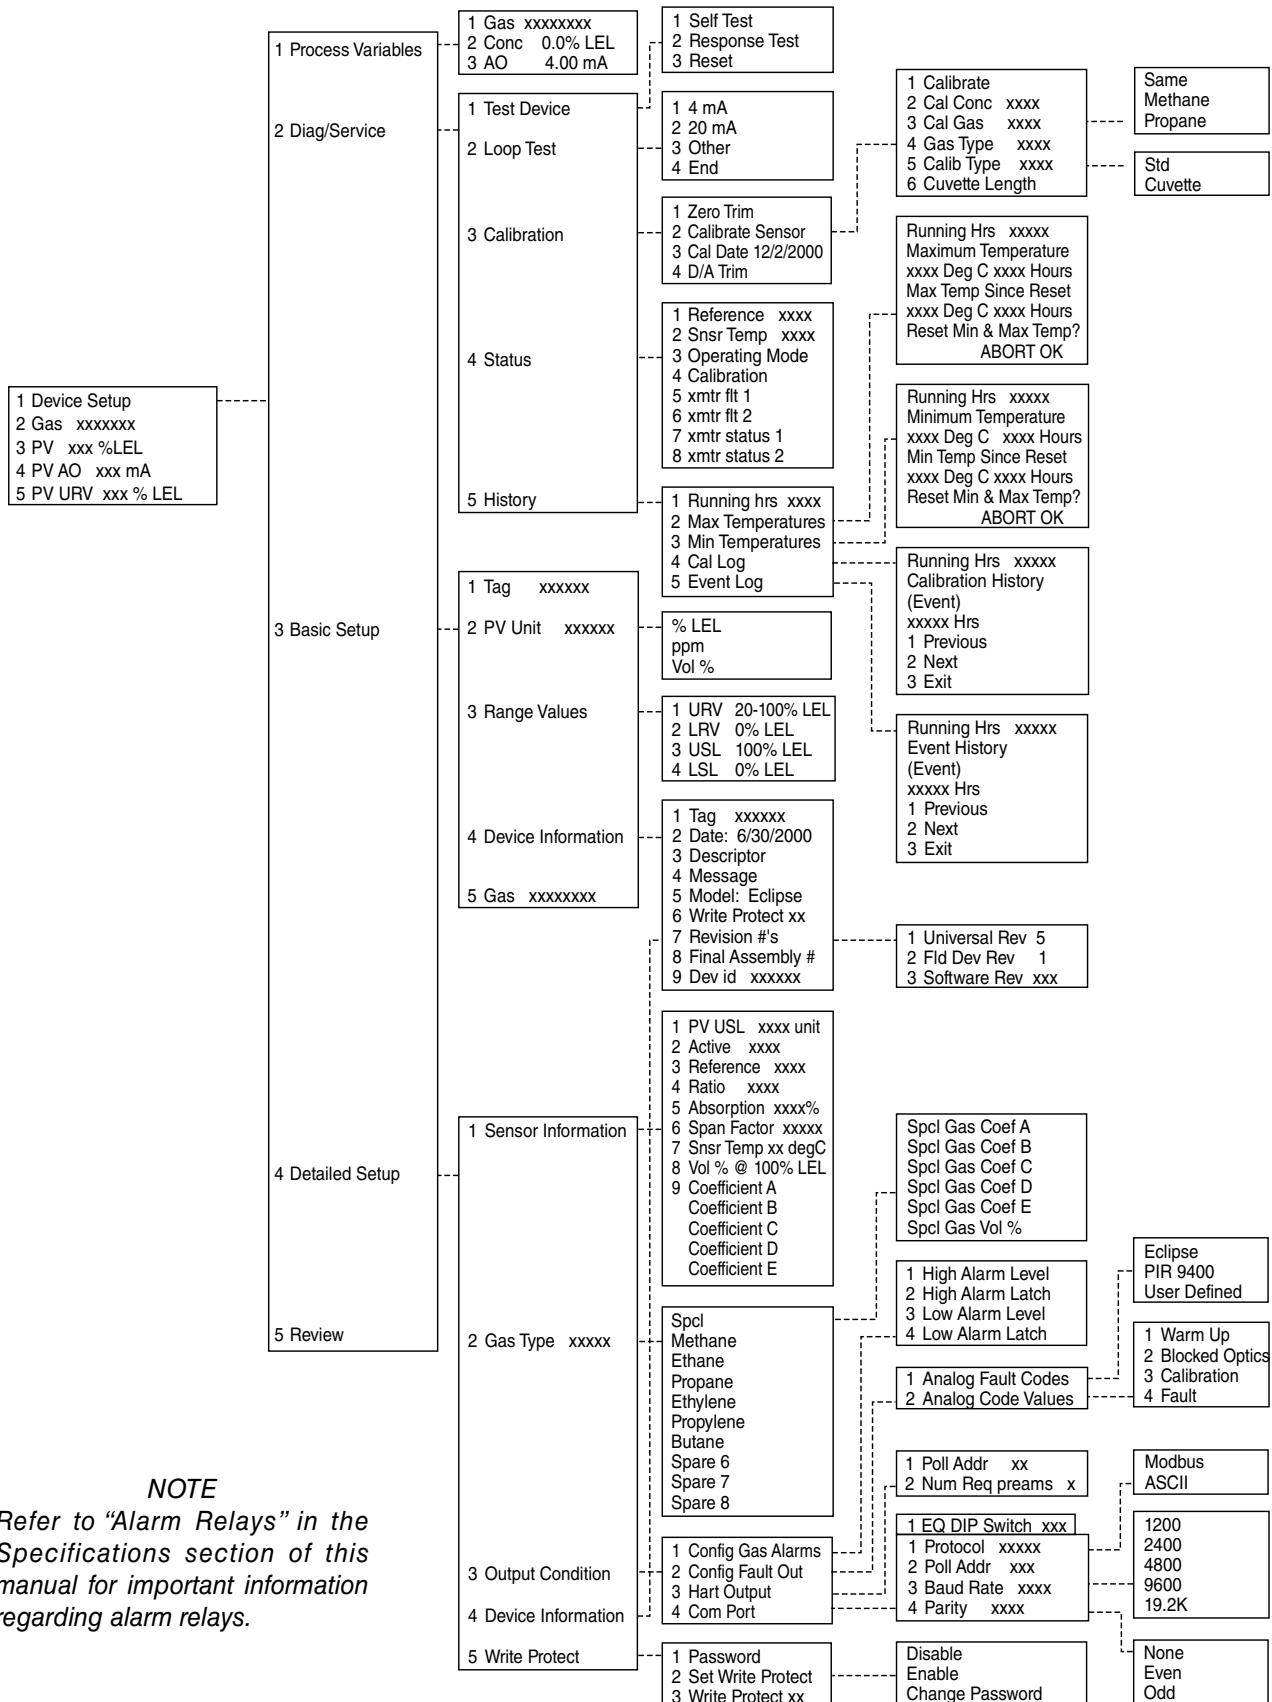 1 Device Setup
2 Gas xxxxxxx
3 PV xxx %LEL
4 PV AO xxx mA
5 PV URV xxx % LEL
1 Process Variables
2 Diag/Service
3 Basic Setup
4 Detailed Setup
5 Review
1 Gas xxxxxxxx
2 Conc 0.0% LEL
3 AO 4.00 mA
1 Test Device
2 Loop Test
3 Calibration
4 Status
5 History
1 Self Test
2 Response Test
3 Reset
1 4 mA
2 20 mA
3 Other
4 End
1 Zero Trim
2 Calibrate Sensor
3 Cal Date 12/2/2000
4 D/A Trim
1 Calibrate
2 Cal Conc xxxx
3 Cal Gas xxxx
4 Gas Type xxxx
5 Calib Type xxxx
6 Cuvette Length
Same
Methane
Propane
Std
Cuvette
1 Reference xxxx
2 Snsr Temp xxxx
3 Operating Mode
4 Calibration
5 xmtr flt 1
6 xmtr flt 2
7 xmtr status 1
8 xmtr status 2
1 Running hrs xxxx
2 Max Temperatures
3 Min Temperatures
4 Cal Log
5 Event Log
Running Hrs xxxxx
Maximum Temperature
xxxx Deg C xxxx Hours
Max Temp Since Reset
xxxx Deg C xxxx Hours
Reset Min & Max Temp?
ABORT OK
Running Hrs xxxxx
Minimum Temperature
xxxx Deg C xxxx Hours
Min Temp Since Reset
xxxx Deg C xxxx Hours
Reset Min & Max Temp?
ABORT OK
Running Hrs xxxxx
Calibration History
(Event)
xxxxx Hrs
1 Previous
2 Next
3 Exit
Running Hrs xxxxx
Event History
(Event)
xxxxx Hrs
1 Previous
2 Next
3 Exit
1 Tag xxxxxx
2 PV Unit xxxxxx
3 Range Values
4 Device Information
5 Gas xxxxxxxx
% LEL
ppm
Vol %
1 URV 20-100% LEL
2 LRV 0% LEL
3 USL 100% LEL
4 LSL 0% LEL
1 Tag xxxxxx
2 Date: 6/30/2000
3 Descriptor
4 Message
5 Model: Eclipse
6 Write Protect xx
7 Revision #'s
8 Final Assembly #
9 Dev id xxxxxx
1 Universal Rev 5
2 Fld Dev Rev 1
3 Software Rev xxx
1 Sensor Information
2 Gas Type xxxxx
3 Output Condition
4 Device Information
5 Write Protect
1 PV USL xxxx unit
2 Active xxxx
3 Reference xxxx
4 Ratio xxxx
5 Absorption xxxx%
6 Span Factor xxxxx
7 Snsr Temp xx degC
8 Vol % @ 100% LEL
9 Coefficient A
Coefficient B
Coefficient C
Coefficient D
Coefficient E
Spcl
Methane
Ethane
Propane
Ethylene
Propylene
Butane
Spare 6
Spare 7
Spare 8
Spcl Gas Coef A
Spcl Gas Coef B
Spcl Gas Coef C
Spcl Gas Coef D
Spcl Gas Coef E
Spcl Gas Vol %
1 Config Gas Alarms
2 Config Fault Out
3 Hart Output
4 Com Port
1 High Alarm Level
2 High Alarm Latch
3 Low Alarm Level
4 Low Alarm Latch
1 Analog Fault Codes
2 Analog Code Values
Eclipse
PIR 9400
User Defined
1 Warm Up
2 Blocked Optics
3 Calibration
4 Fault
1 Poll Addr xx
2 Num Req preams x
1 EQ DIP Switch xxx
1 Protocol xxxxx
2 Poll Addr xxx
3 Baud Rate xxxx
4 Parity xxxx
Modbus
ASCII
1200
2400
4800
9600
19.2K
None
Even
Odd
1 Password
2 Set Write Protect
3 Write Protect xx
Disable
Enable
Change Password
NOTE
Refer to “Alarm Relays” in the
Specifications section of this
manual for important information
regarding alarm relays.